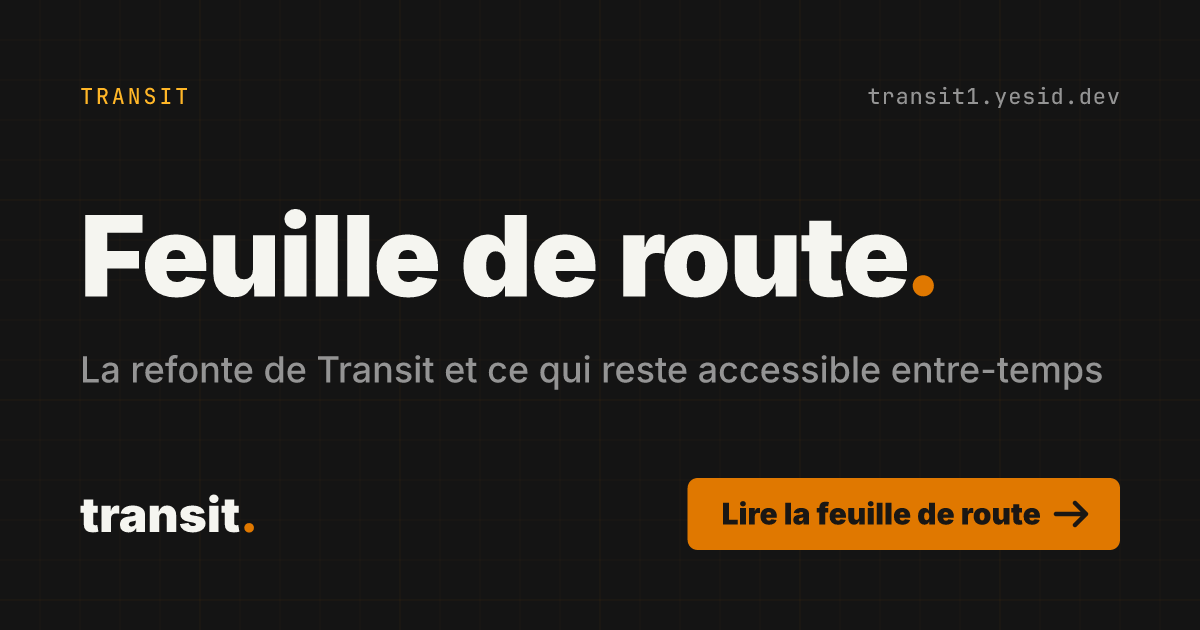 TRANSIT
transit1.yesid.dev
Feuille de route.
La refonte de Transit et ce qui reste accessible entre-temps
transit.
Lire la feuille de route →